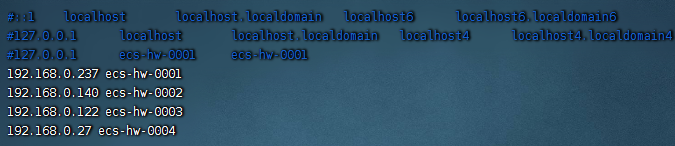 #::1 localhost localhost.localdomain localhost6 localhost6.localdomain6
#127.0.0.1 localhost localhost.localdomain localhost4 localhost4.localdomain4
#127.0.0.1 ecs-hw-0001 ecs-hw-0001
192.168.0.237 ecs-hw-0001
192.168.0.140 ecs-hw-0002
192.168.0.122 ecs-hw-0003
192.168.0.27 ecs-hw-0004